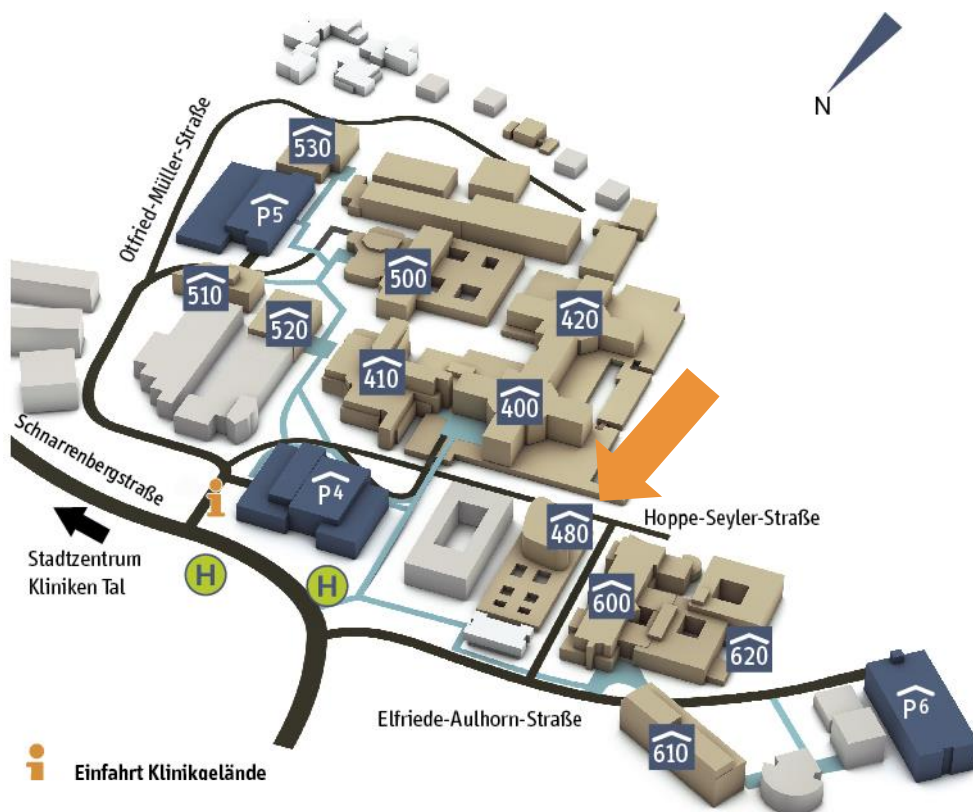 N
Otfried-Müller-Straße
530
P5
500
510
420
520
410
400
Schnarrenbergstraße
P4
i
480
Hoppe-Seyler-Straße
Stadtzentrum
Kliniken Tal
H
H
600
620
P6
Elfriede-Aulhorn-Straße
610
i Einfahrt Klinikgelände